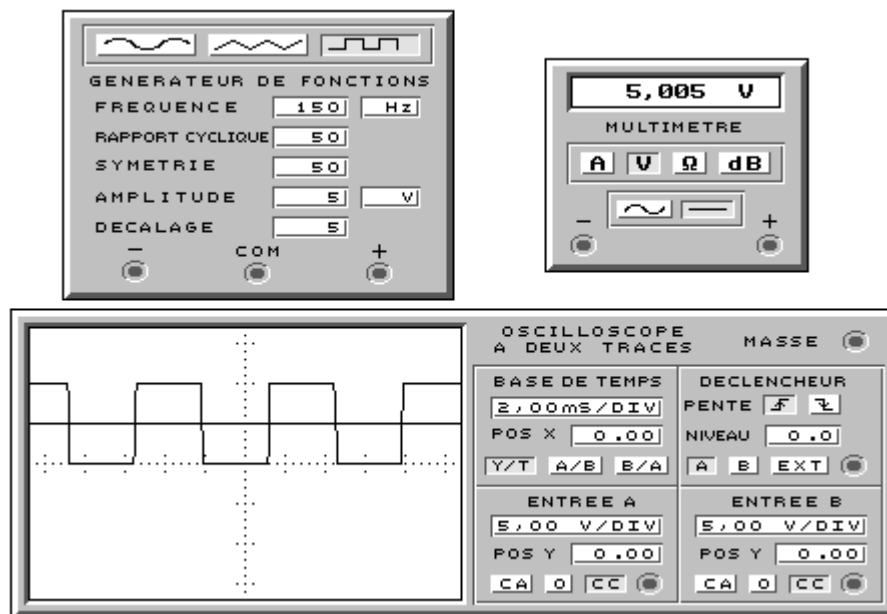 GENERATEUR DE FONCTIONS
FREQUENCE 150 Hz
RAPPORT CYCLIQUE 50
SYMETRIE 50
AMPLITUDE 5 V
DECALAGE 5
− COM +
5,005 V
MULTIMETRE
A V Ω dB
− +
OSCILLOSCOPE
A DEUX TRACES
MASSE
BASE DE TEMPS
2,00mS/DIV
POS X 0.00
Y/T A/B B/A
DECLENCHEUR
PENTE
NIVEAU 0.0
A B EXT
ENTREE A
5,00 V/DIV
POS Y 0.00
CA 0 CC
ENTREE B
5,00 V/DIV
POS Y 0.00
CA 0 CC